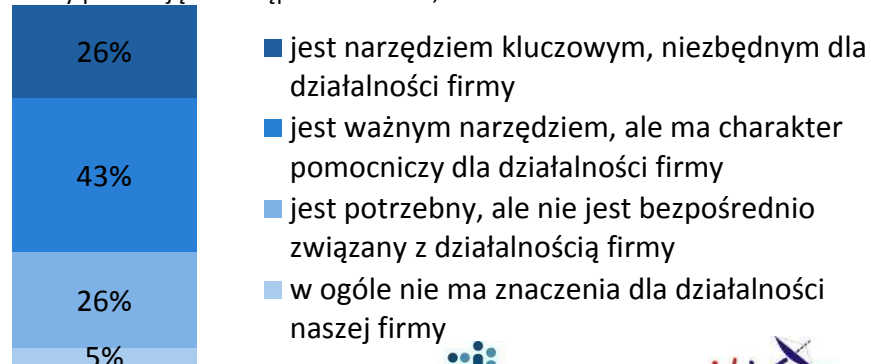 26%
43%
26%
5%
jest narzędziem kluczowym, niezbędnym dla
działalności firmy
jest ważnym narzędziem, ale ma charakter
pomocniczy dla działalności firmy
jest potrzebny, ale nie jest bezpośrednio
związany z działalnością firmy
w ogóle nie ma znaczenia dla działalności
naszej firmy